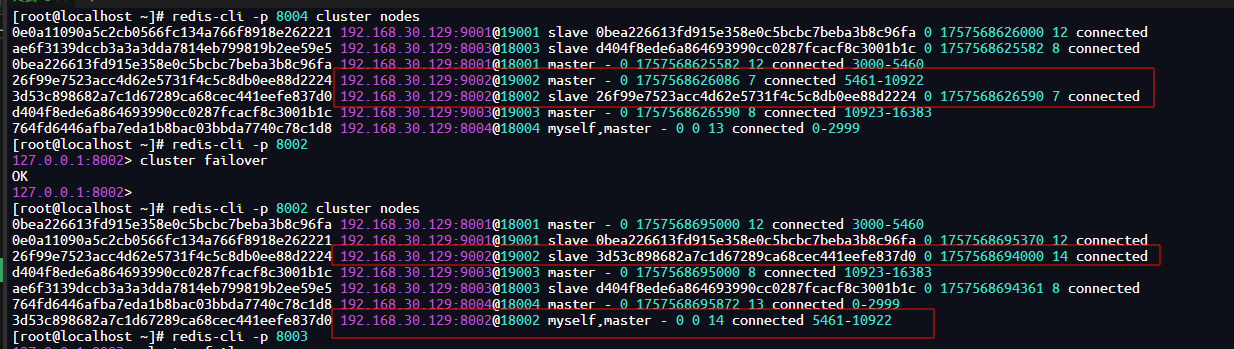 [root@localhost ~]# redis-cli -p 8004 cluster nodes
0e0a11090a5c2cb0566fc134a766f8918e262221 192.168.30.129:9001@19001 slave 0bea226613fd915e358e0c5bcbc7beba3b8c96fa 0 1757568626000 12 connected
ae6f3139dccb3a3a3dda7814eb799819b2ee59e5 192.168.30.129:8003@18003 slave d404f8ede6a864693990cc0287fcacf8c3001b1c 0 1757568625582 8 connected
0bea226613fd915e358e0c5bcbc7beba3b8c96fa 192.168.30.129:8001@18001 master - 0 1757568625582 12 connected 3000-5460
26f99e7523acc4d62e5731f4c5c8db0ee88d2224 192.168.30.129:9002@19002 master - 0 1757568626086 7 connected 5461-10922
3d53c898682a7c1d67289ca68cec441eefe837d0 192.168.30.129:8002@18002 slave 26f99e7523acc4d62e5731f4c5c8db0ee88d2224 0 1757568626590 7 connected
d404f8ede6a864693990cc0287fcacf8c3001b1c 192.168.30.129:9003@19003 master - 0 1757568626590 8 connected 10923-16383
764fd6446afba7eda1b8bac03bbda7740c78c1d8 192.168.30.129:8004@18004 myself,master - 0 0 13 connected 0-2999
[root@localhost ~]# redis-cli -p 8002
127.0.0.1:8002> cluster failover
OK
127.0.0.1:8002>
[root@localhost ~]# redis-cli -p 8002 cluster nodes
0bea226613fd915e358e0c5bcbc7beba3b8c96fa 192.168.30.129:8001@18001 master - 0 1757568695000 12 connected 3000-5460
0e0a11090a5c2cb0566fc134a766f8918e262221 192.168.30.129:9001@19001 slave 0bea226613fd915e358e0c5bcbc7beba3b8c96fa 0 1757568695370 12 connected
26f99e7523acc4d62e5731f4c5c8db0ee88d2224 192.168.30.129:9002@19002 slave 3d53c898682a7c1d67289ca68cec441eefe837d0 0 1757568694000 14 connected
d404f8ede6a864693990cc0287fcacf8c3001b1c 192.168.30.129:9003@19003 master - 0 1757568695000 8 connected 10923-16383
ae6f3139dccb3a3a3dda7814eb799819b2ee59e5 192.168.30.129:8003@18003 slave d404f8ede6a864693990cc0287fcacf8c3001b1c 0 1757568694361 8 connected
764fd6446afba7eda1b8bac03bbda7740c78c1d8 192.168.30.129:8004@18004 master - 0 1757568695872 13 connected 0-2999
3d53c898682a7c1d67289ca68cec441eefe837d0 192.168.30.129:8002@18002 myself,master - 0 0 14 connected 5461-10922
[root@localhost ~]# redis-cli -p 8003